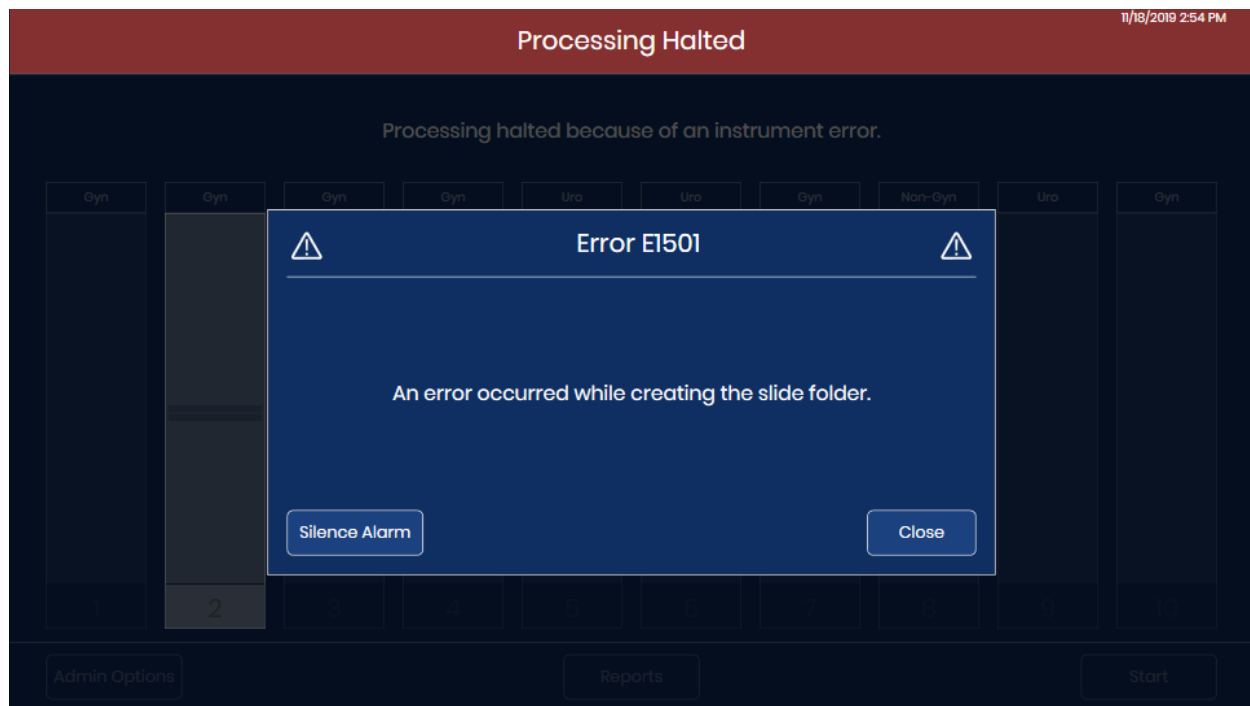 11/18/2019 2:54 PM
Processing Halted
Processing halted because of an instrument error.
Gyn Gyn Gyn Gyn Uro Uro Gyn Non-Gyn Uro Gyn
Error E1501
An error occurred while creating the slide folder.
Silence Alarm Close
1 2 3 4 5 6 7 8 9 10
Admin Options Reports Start